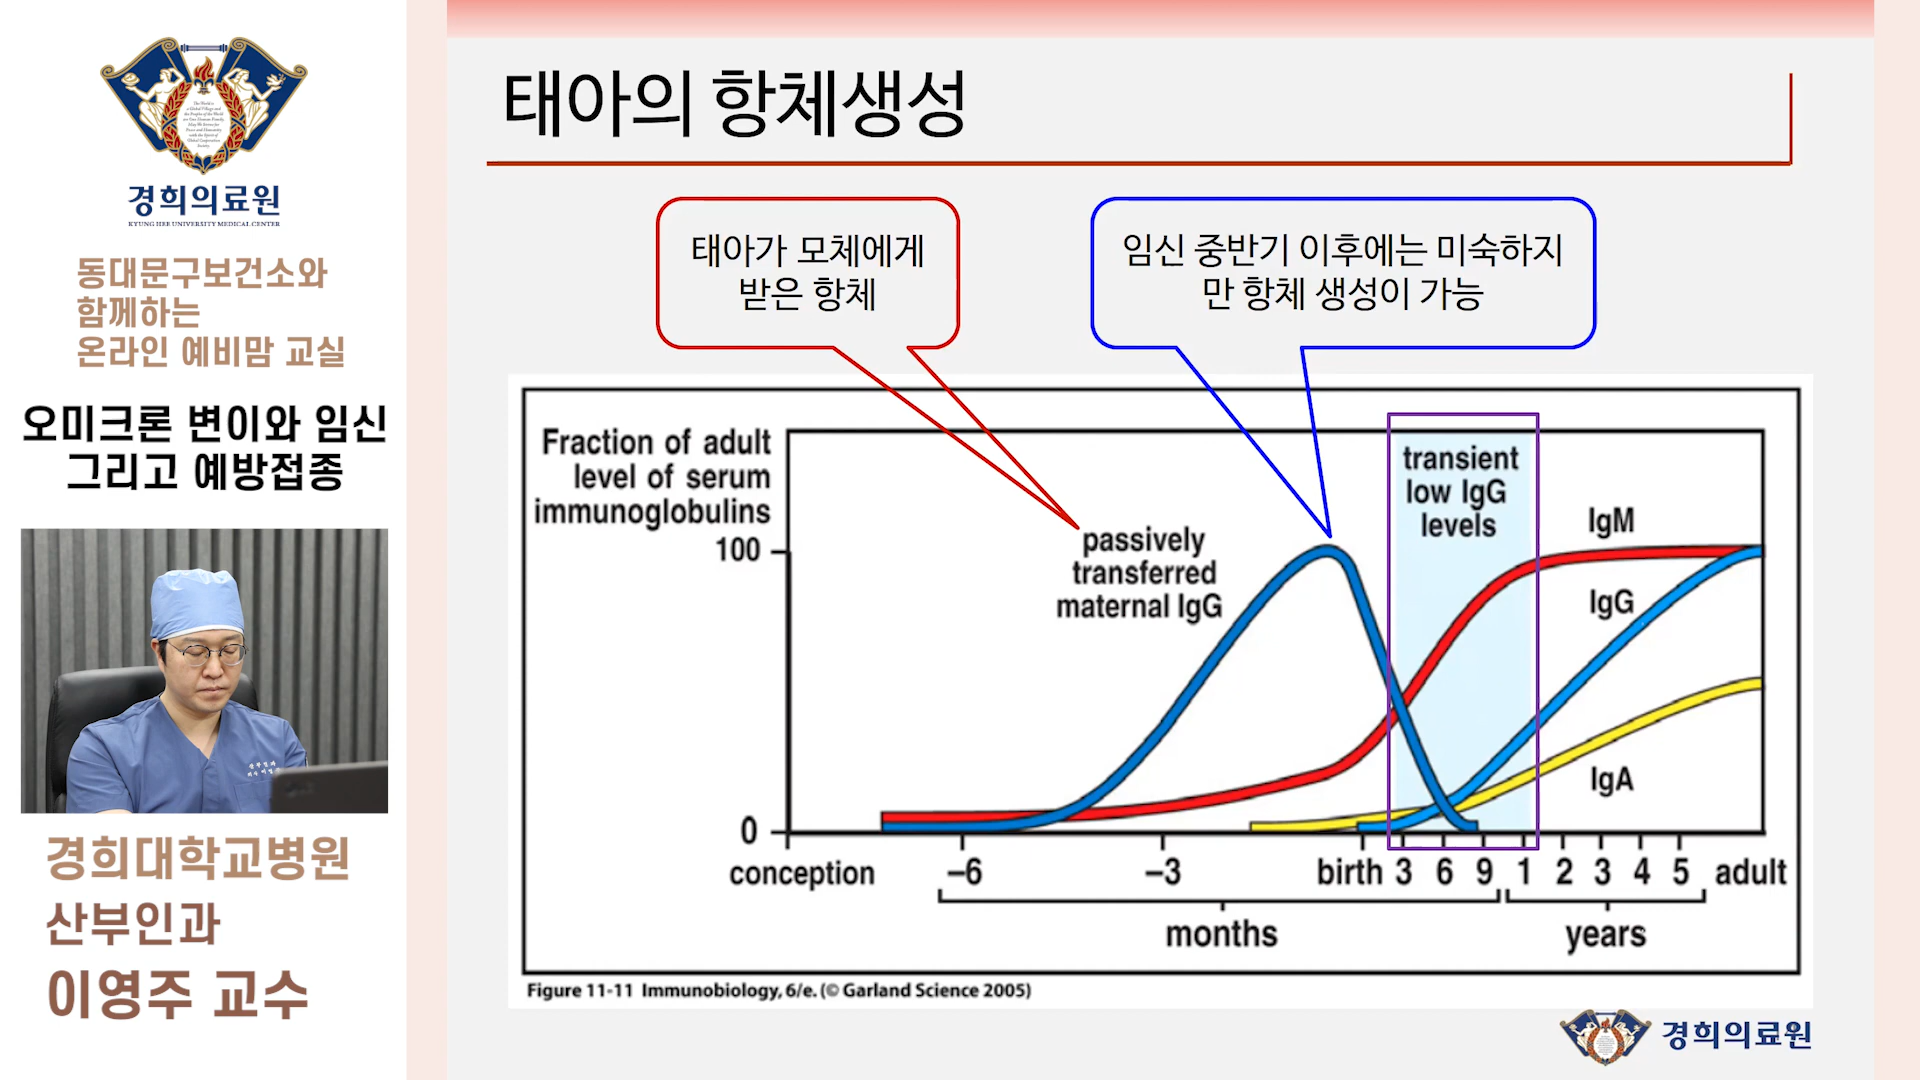 경희의료원
KYUNG HEE UNIVERSITY MEDICAL CENTER
동대문구보건소와
함께하는
온라인 예비맘 교실
오미크론 변이와 임신
그리고 예방접종
경희대학교병원
산부인과
이영주 교수
태아의 항체생성
태아가 모체에게
받은 항체
임신 중반기 이후에는 미숙하지
만 항체 생성이 가능
Fraction of adult
level of serum
immunoglobulins
100
0
passively
transferred
maternal IgG
transient
low IgG
levels
IgM
IgG
IgA
conception –6 –3 birth 3 6 9 1 2 3 4 5 adult
months years
Figure 11-11 Immunobiology, 6/e. (© Garland Science 2005)
경희의료원